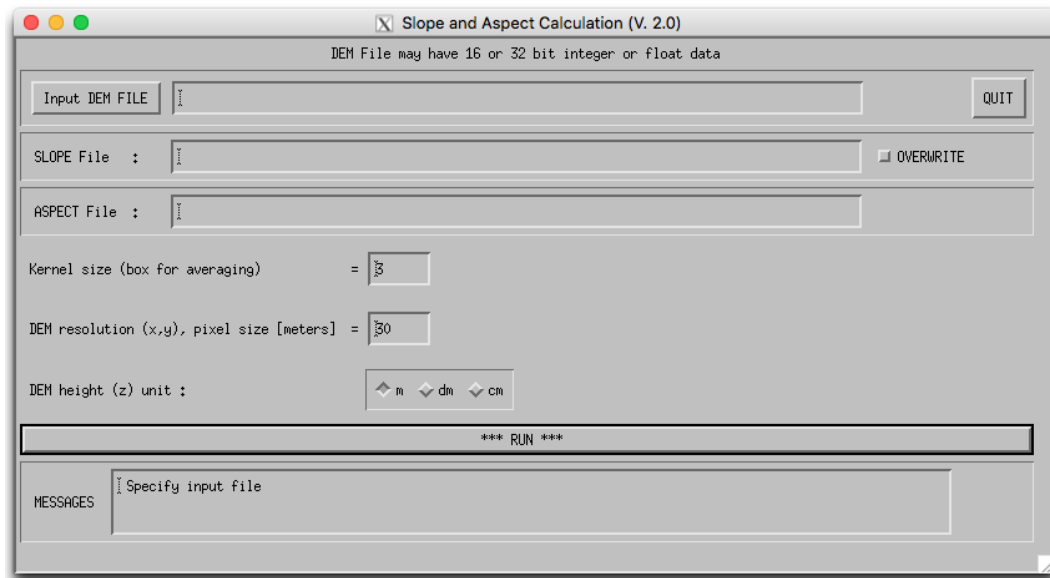 Slope and Aspect Calculation (V. 2.0)
DEM File may have 16 or 32 bit integer or float data
Input DEM FILE
QUIT
SLOPE File :
OVERWRITE
ASPECT File :
Kernel size (box for averaging) = 3
DEM resolution (x,y), pixel size [meters] = 30
DEM height (z) unit : m dm cm
*** RUN ***
MESSAGES Specify input file